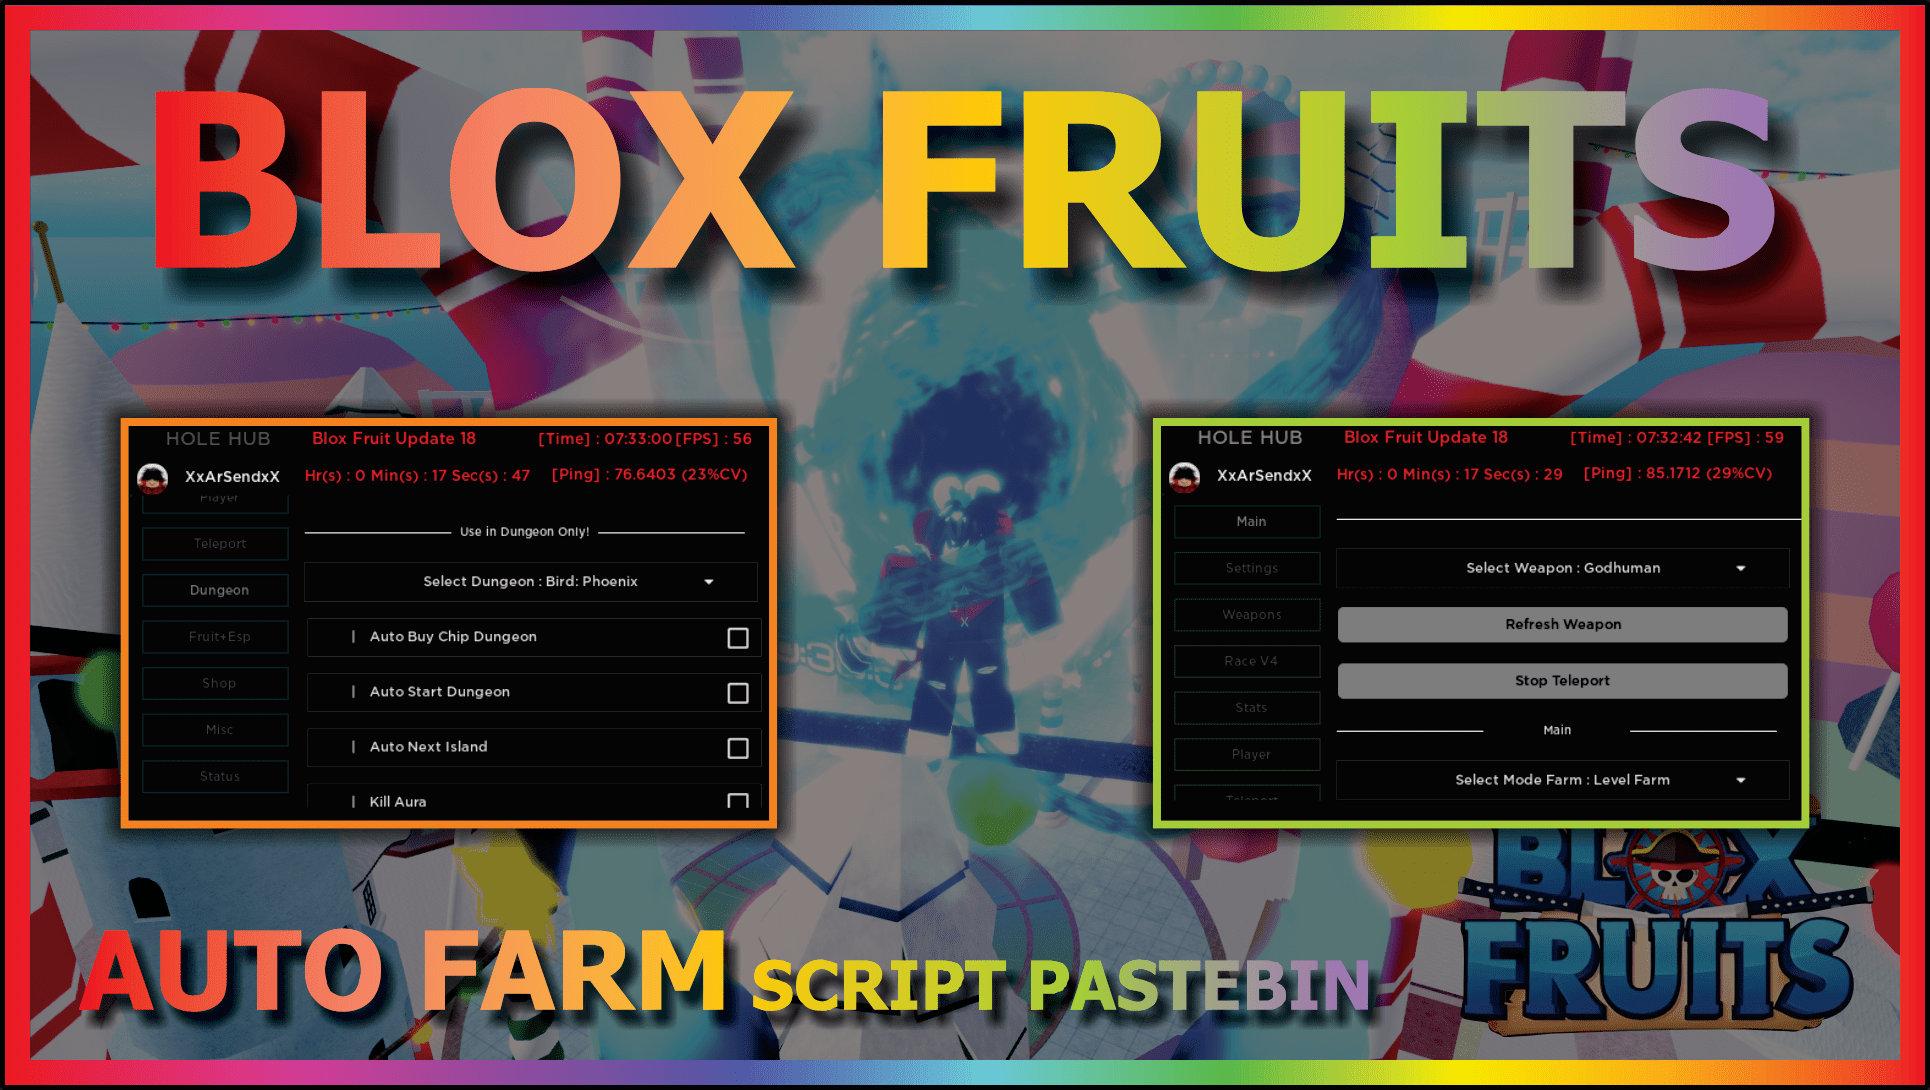 BLOX FRUITS
HOLE HUB
Blox Fruit Update 18
[Time] : 07:33:00 [FPS] : 56
XxArSendxX
Hr(s) : 0 Min(s) : 17 Sec(s) : 47
[Ping] : 76.6403 (23%CV)
Player
Teleport
Dungeon
Fruit+Esp
Shop
Misc
Status
Use in Dungeon Only!
Select Dungeon : Bird: Phoenix
| Auto Buy Chip Dungeon
| Auto Start Dungeon
| Auto Next Island
| Kill Aura
HOLE HUB
Blox Fruit Update 18
[Time] : 07:32:42 [FPS] : 59
XxArSendxX
Hr(s) : 0 Min(s) : 17 Sec(s) : 29
[Ping] : 85.1712 (29%CV)
Main
Settings
Weapons
Race V4
Stats
Player
Teleport
Select Weapon : Godhuman
Refresh Weapon
Stop Teleport
Main
Select Mode Farm : Level Farm
AUTO FARM SCRIPT PASTEBIN
BLOX
FRUITS